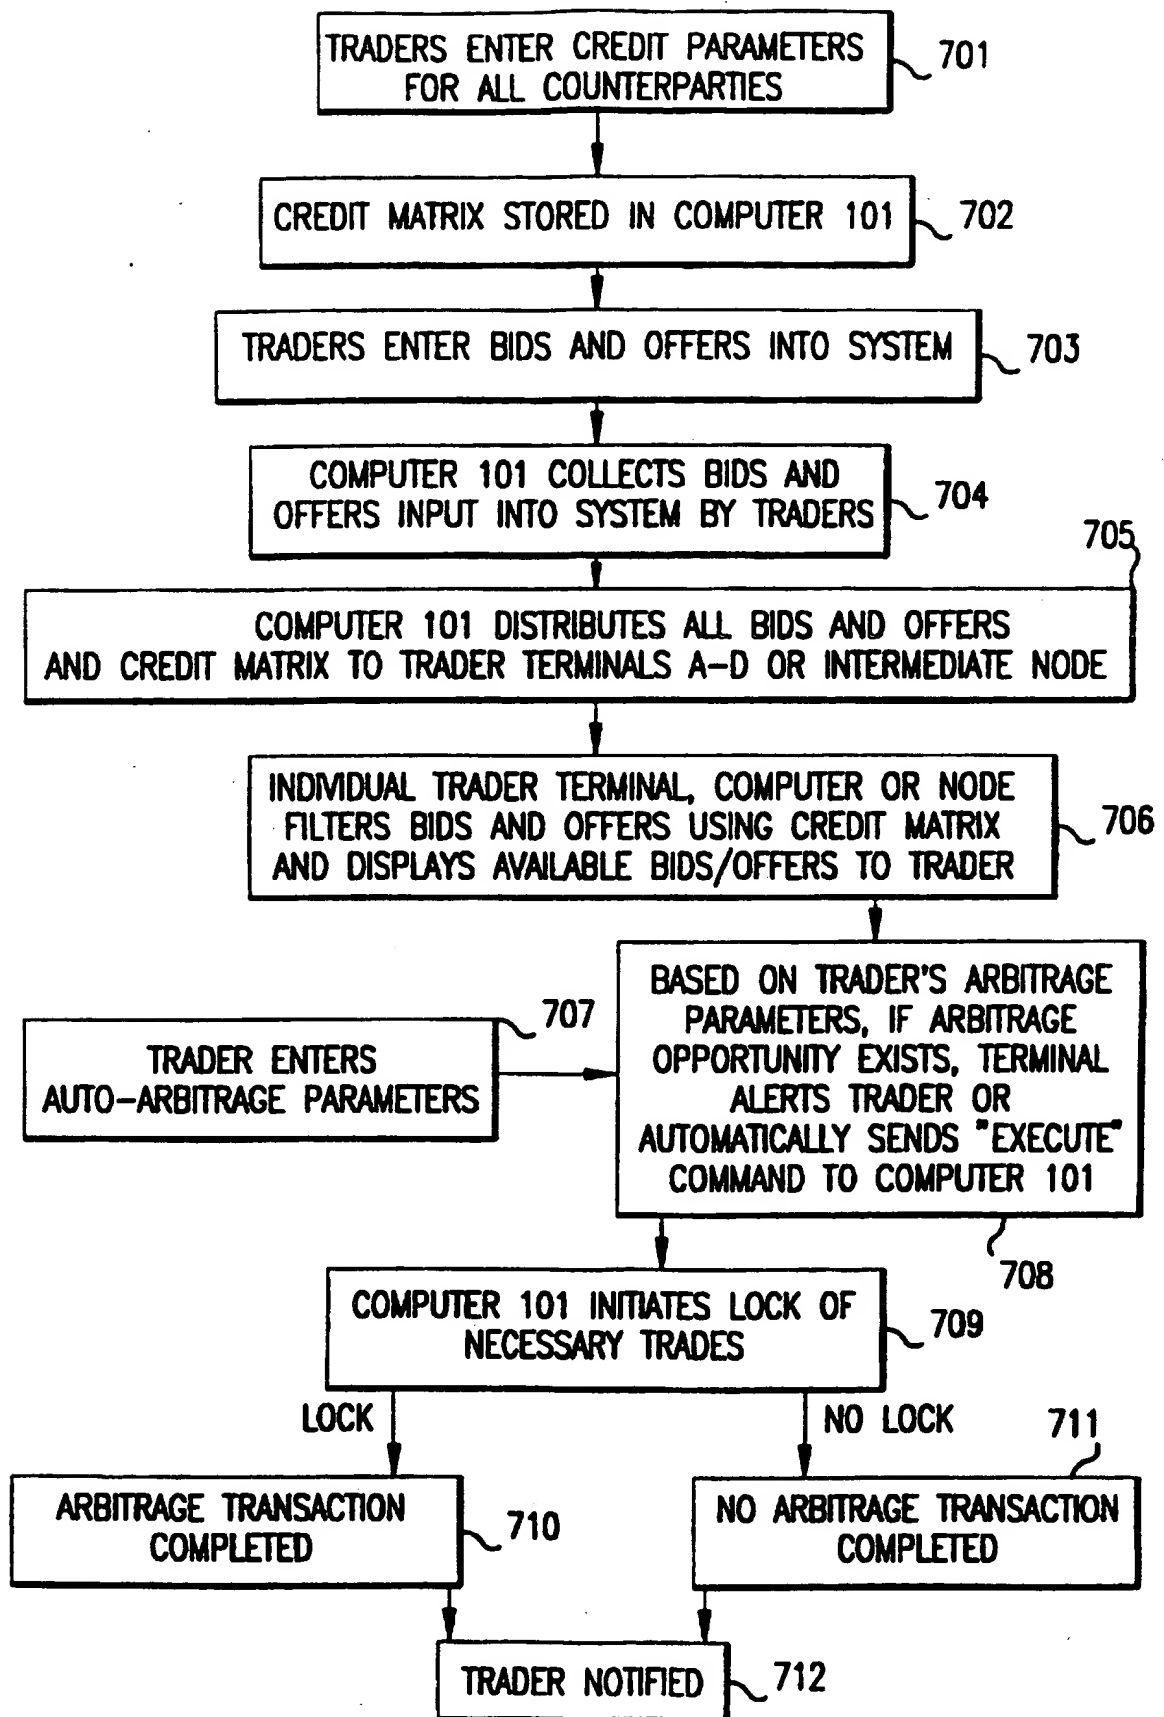 TRADERS ENTER CREDIT PARAMETERS
FOR ALL COUNTERPARTIES
701
CREDIT MATRIX STORED IN COMPUTER 101
702
TRADERS ENTER BIDS AND OFFERS INTO SYSTEM
703
COMPUTER 101 COLLECTS BIDS AND
OFFERS INPUT INTO SYSTEM BY TRADERS
704
705
COMPUTER 101 DISTRIBUTES ALL BIDS AND OFFERS
AND CREDIT MATRIX TO TRADER TERMINALS A-D OR INTERMEDIATE NODE
INDIVIDUAL TRADER TERMINAL, COMPUTER OR NODE
FILTERS BIDS AND OFFERS USING CREDIT MATRIX
AND DISPLAYS AVAILABLE BIDS/OFFERS TO TRADER
706
707
TRADER ENTERS
AUTO-ARBITRAGE PARAMETERS
BASED ON TRADER'S ARBITRAGE
PARAMETERS, IF ARBITRAGE
OPPORTUNITY EXISTS, TERMINAL
ALERTS TRADER OR
AUTOMATICALLY SENDS "EXECUTE"
COMMAND TO COMPUTER 101
708
COMPUTER 101 INITIATES LOCK OF
NECESSARY TRADES
709
LOCK
NO LOCK
711
ARBITRAGE TRANSACTION
COMPLETED
710
NO ARBITRAGE TRANSACTION
COMPLETED
TRADER NOTIFIED
712